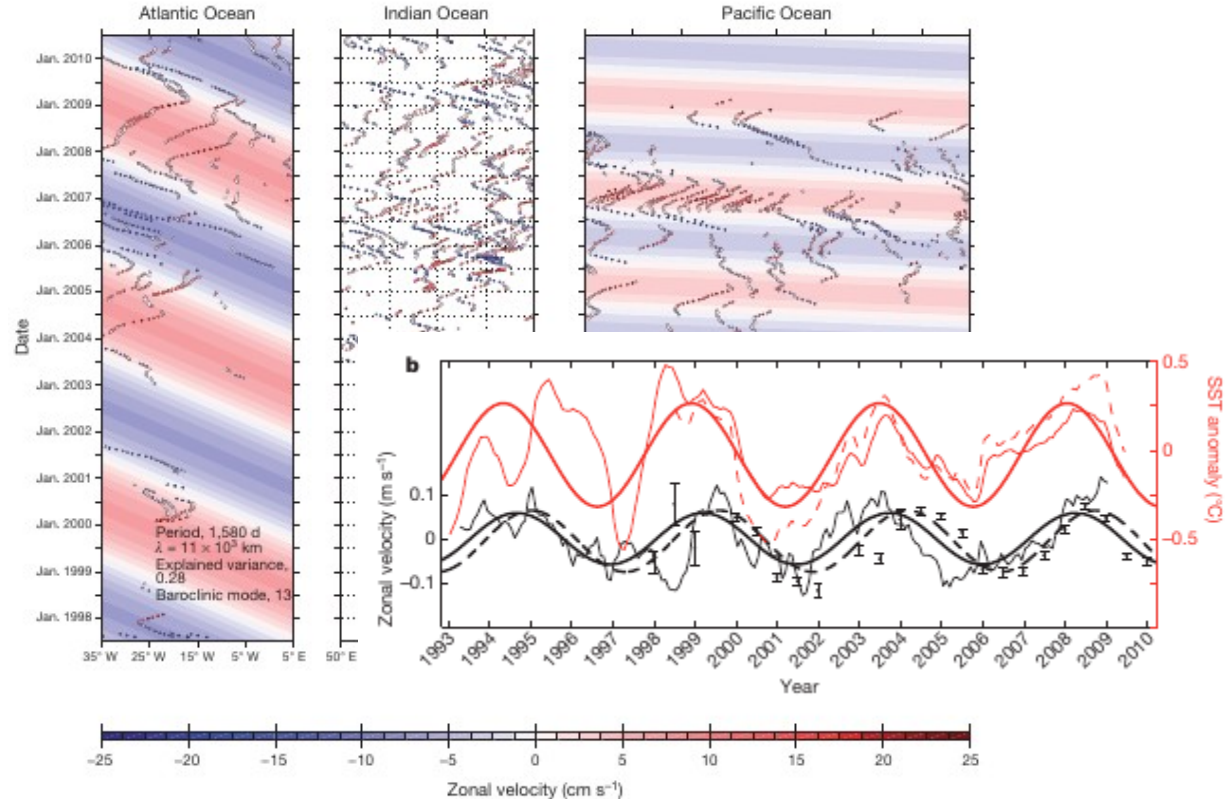 Atlantic Ocean
Indian Ocean
Pacific Ocean
Date
Jan. 2010
Jan. 2009
Jan. 2008
Jan. 2007
Jan. 2006
Jan. 2005
Jan. 2004
Jan. 2003
Jan. 2002
Jan. 2001
Jan. 2000
Jan. 1999
Jan. 1998
Period, 1,580 d
λ = 11 × 10³ km
Explained variance,
0.28
Baroclinic mode, 13
35° W 25° W 15° W 5° W 5° E
50° E
b
Zonal velocity (m s⁻¹)
0.1
0
−0.1
0.5
0
−0.5
SST anomaly (°C)
1993 1994 1995 1996 1997 1998 1999 2000 2001 2002 2003 2004 2005 2006 2007 2008 2009 2010
Year
−25 −20 −15 −10 −5 0 5 10 15 20 25
Zonal velocity (cm s⁻¹)